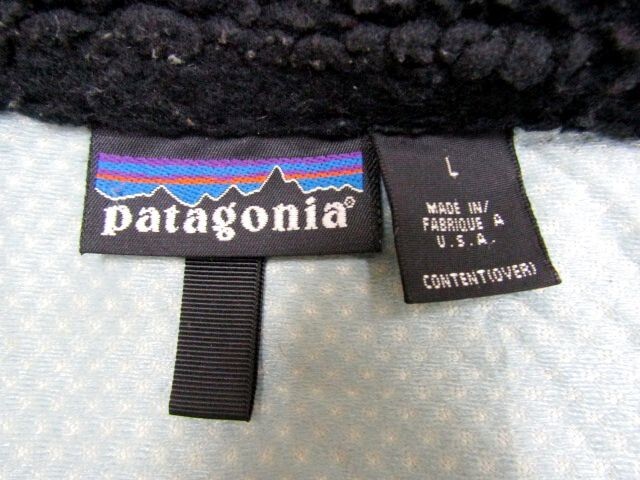 patagonia®
L
MADE IN/
FABRIQUE A
U.S.A.
CONTENT(OVER)